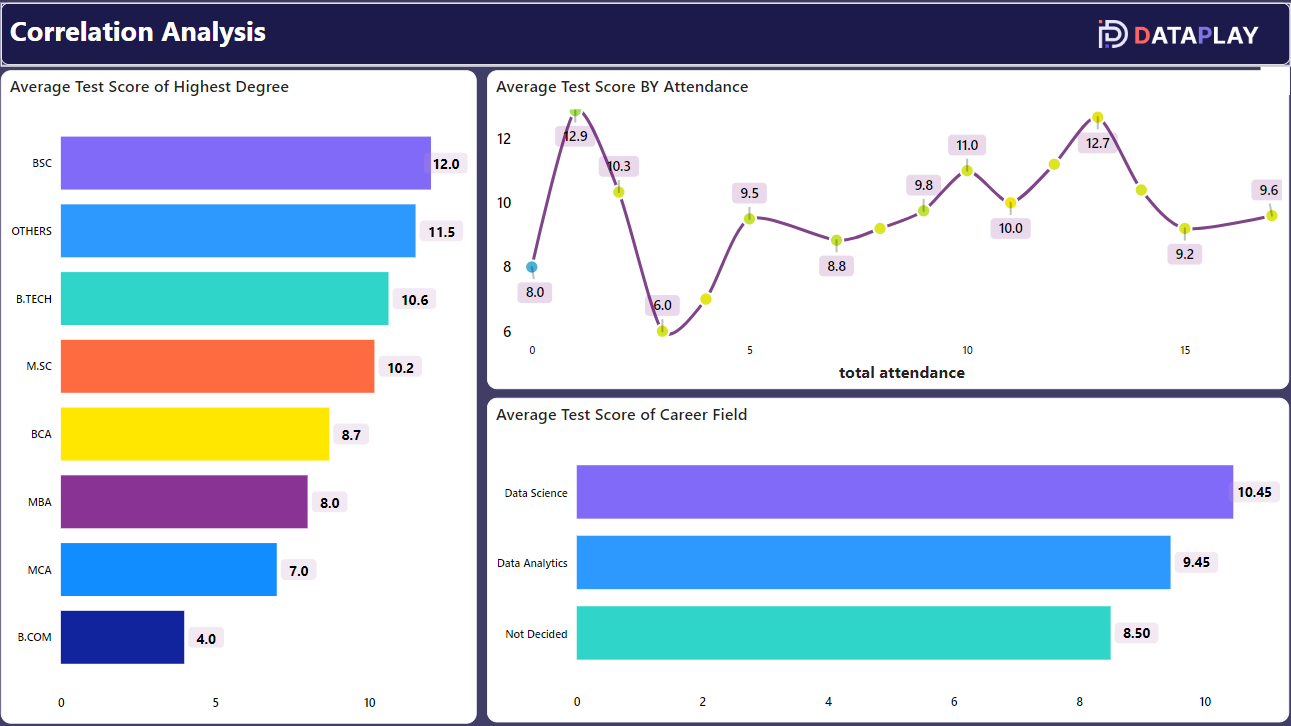 Correlation Analysis
DATAPLAY
Average Test Score of Highest Degree
BSC
12.0
OTHERS
11.5
B.TECH
10.6
M.SC
10.2
BCA
8.7
MBA
8.0
MCA
7.0
B.COM
4.0
0 5 10
Average Test Score BY Attendance
12
10
8
6
8.0
12.9
10.3
6.0
9.5
8.8
9.8
11.0
10.0
12.7
9.2
9.6
0 5 10 15
total attendance
Average Test Score of Career Field
Data Science
10.45
Data Analytics
9.45
Not Decided
8.50
0 2 4 6 8 10